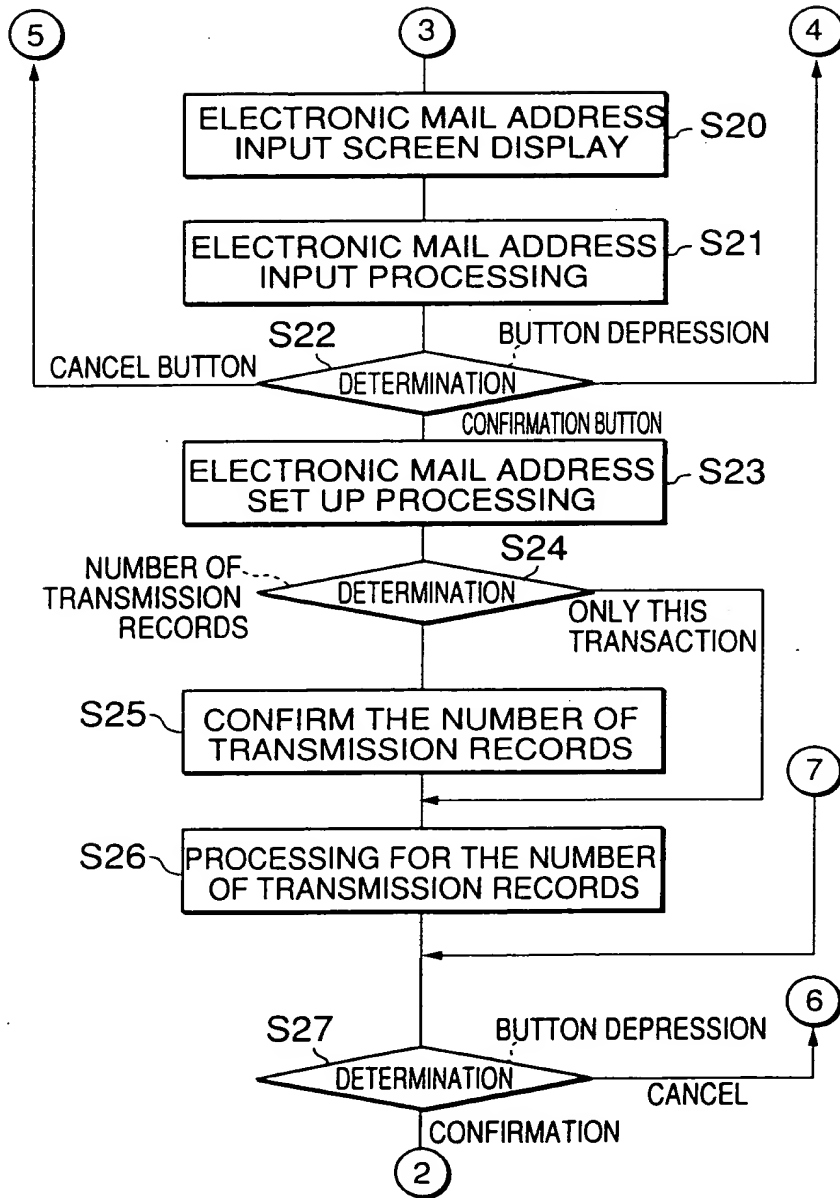 5
3
4
ELECTRONIC MAIL ADDRESS
INPUT SCREEN DISPLAY
S20
ELECTRONIC MAIL ADDRESS
INPUT PROCESSING
S21
S22
BUTTON DEPRESSION
CANCEL BUTTON
DETERMINATION
CONFIRMATION BUTTON
ELECTRONIC MAIL ADDRESS
SET UP PROCESSING
S23
S24
NUMBER OF
TRANSMISSION
RECORDS
DETERMINATION
ONLY THIS
TRANSACTION
S25
CONFIRM THE NUMBER OF
TRANSMISSION RECORDS
7
S26
PROCESSING FOR THE NUMBER
OF TRANSMISSION RECORDS
6
S27
BUTTON DEPRESSION
DETERMINATION
CANCEL
CONFIRMATION
2